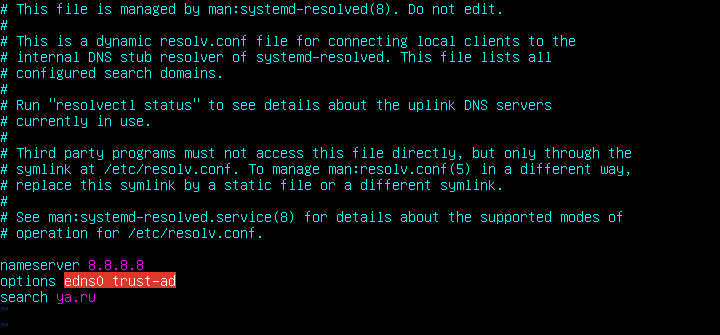 # This file is managed by man:systemd-resolved(8). Do not edit.
#
# This is a dynamic resolv.conf file for connecting local clients to the
# internal DNS stub resolver of systemd-resolved. This file lists all
# configured search domains.
#
# Run "resolvectl status" to see details about the uplink DNS servers
# currently in use.
#
# Third party programs must not access this file directly, but only through the
# symlink at /etc/resolv.conf. To manage man:resolv.conf(5) in a different way,
# replace this symlink by a static file or a different symlink.
#
# See man:systemd-resolved.service(8) for details about the supported modes of
# operation for /etc/resolv.conf.

nameserver 8.8.8.8
options edns0 trust-ad
search ya.ru
~
~